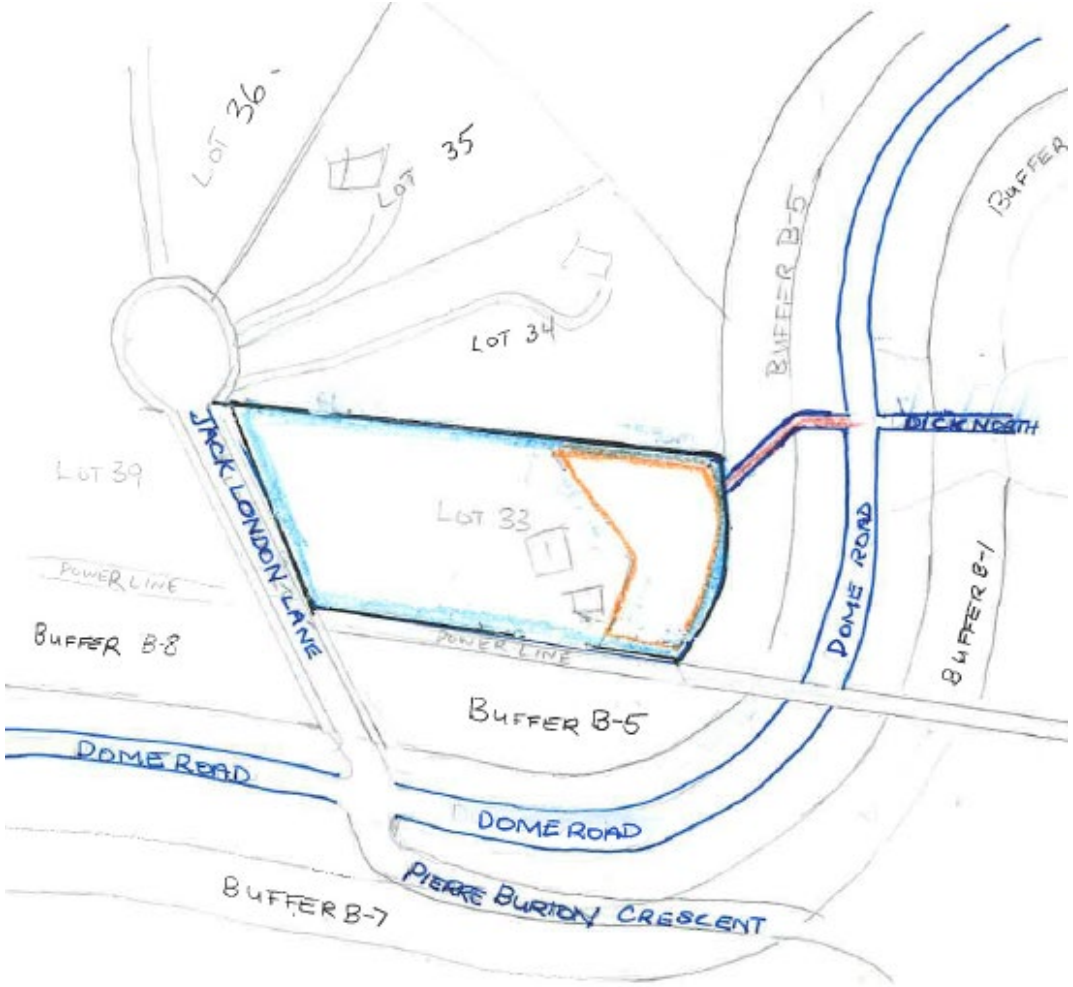 LOT 36
LOT 35
BUFFER B-5
BUFFER
LOT 34
DICK NORTH
JACK LONDON LANE
LOT 39
LOT 33
POWER LINE
DOME ROAD
BUFFER B-1
BUFFER B-8
POWER LINE
BUFFER B-5
DOME ROAD
DOME ROAD
PIERRE BURTON CRESCENT
BUFFER B-7